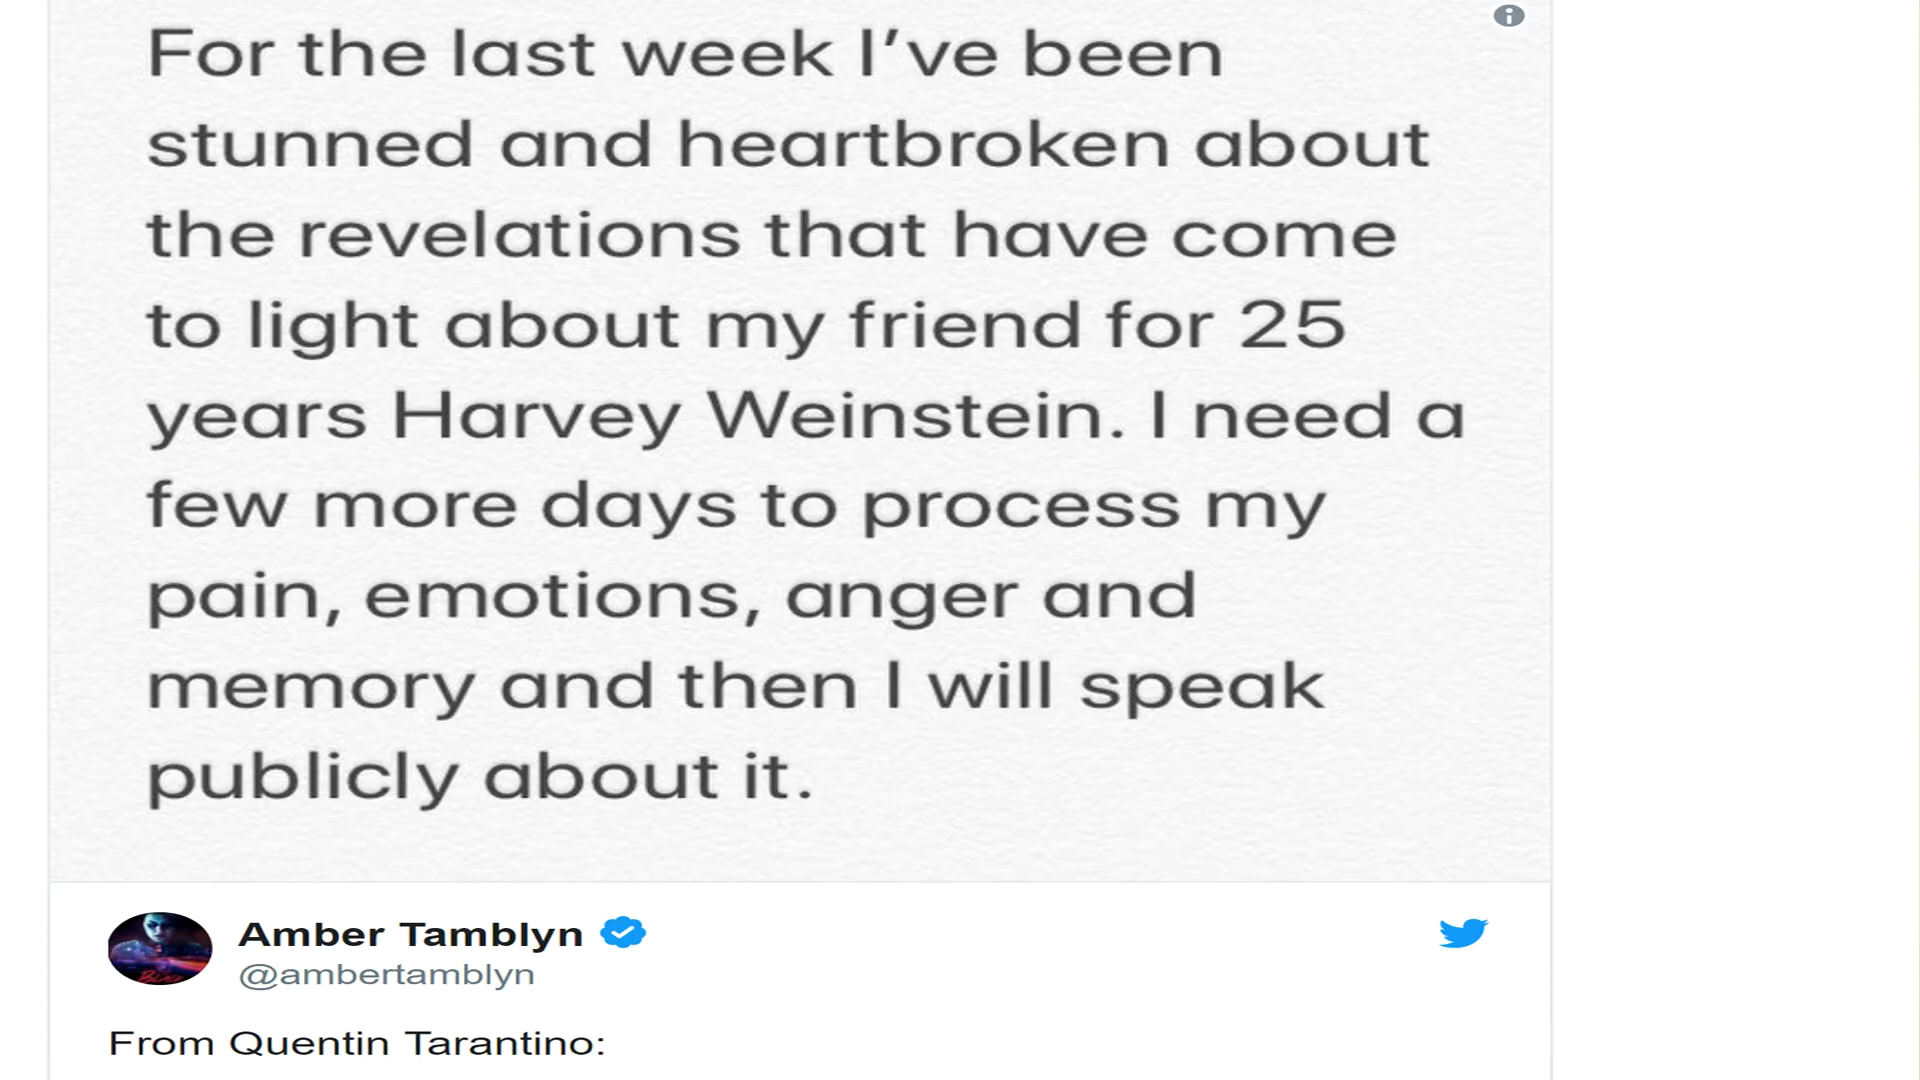 For the last week I’ve been
stunned and heartbroken about
the revelations that have come
to light about my friend for 25
years Harvey Weinstein. I need a
few more days to process my
pain, emotions, anger and
memory and then I will speak
publicly about it.
Amber Tamblyn
@ambertamblyn
From Quentin Tarantino: